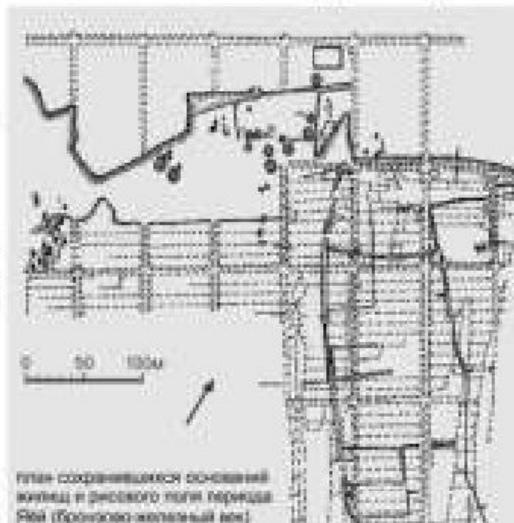 0 50 100м
план сохранившихся оснований
жилищ и рисового поля периода
Яёи (бронзово-железный век)